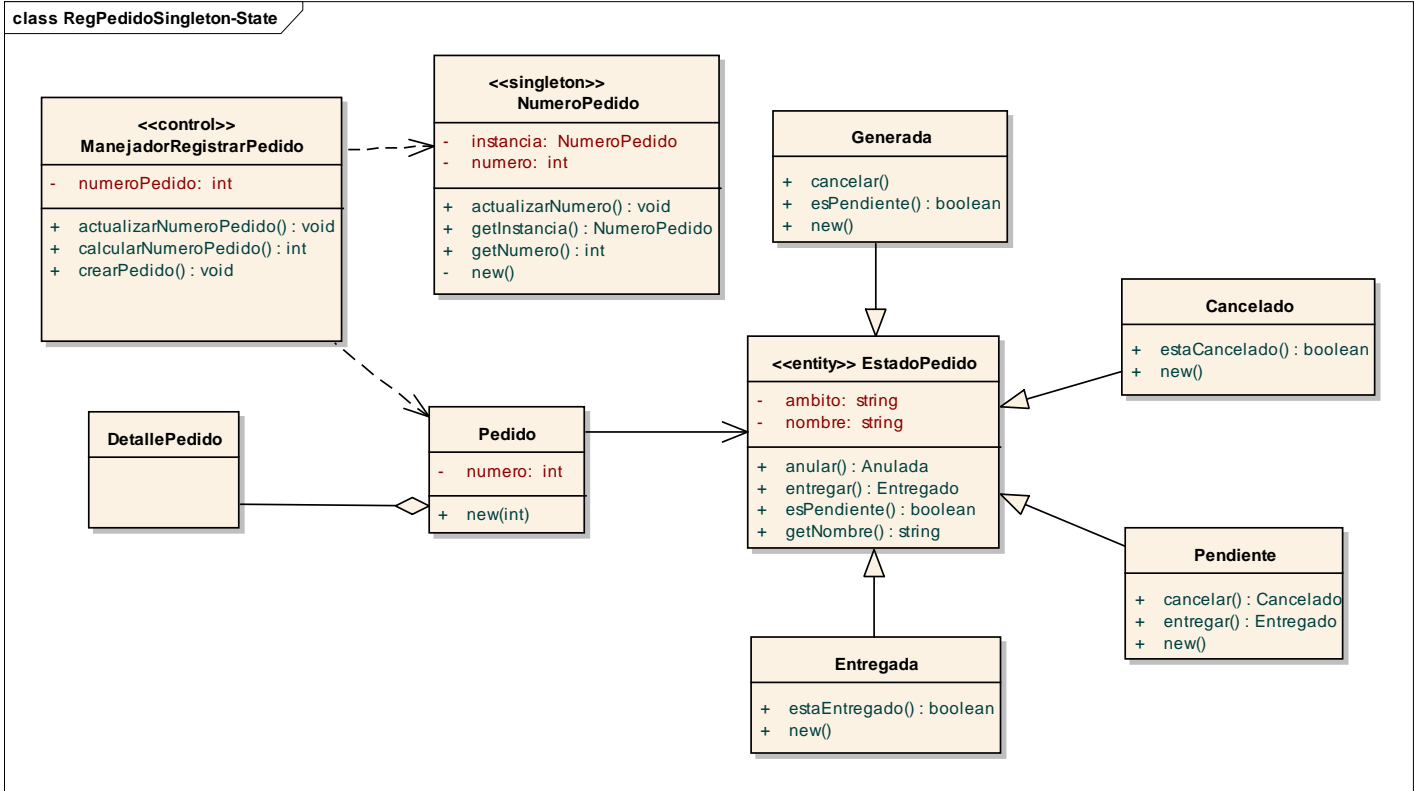 class RegPedidoSingleton-State
<<control>>
ManejadorRegistrarPedido
- numeroPedido: int
+ actualizarNumeroPedido() : void
+ calcularNumeroPedido() : int
+ crearPedido() : void
<<singleton>>
NumeroPedido
- instancia: NumeroPedido
- numero: int
+ actualizarNumero() : void
+ getInstancia() : NumeroPedido
+ getNumero() : int
- new()
Generada
+ cancelar()
+ esPendiente() : boolean
+ new()
Cancelado
+ estaCancelado() : boolean
+ new()
<<entity>> EstadoPedido
- ambito: string
- nombre: string
+ anular() : Anulada
+ entregar() : Entregado
+ esPendiente() : boolean
+ getNombre() : string
DetallePedido
Pedido
- numero: int
+ new(int)
Pendiente
+ cancelar() : Cancelado
+ entregar() : Entregado
+ new()
Entregada
+ estaEntregado() : boolean
+ new()